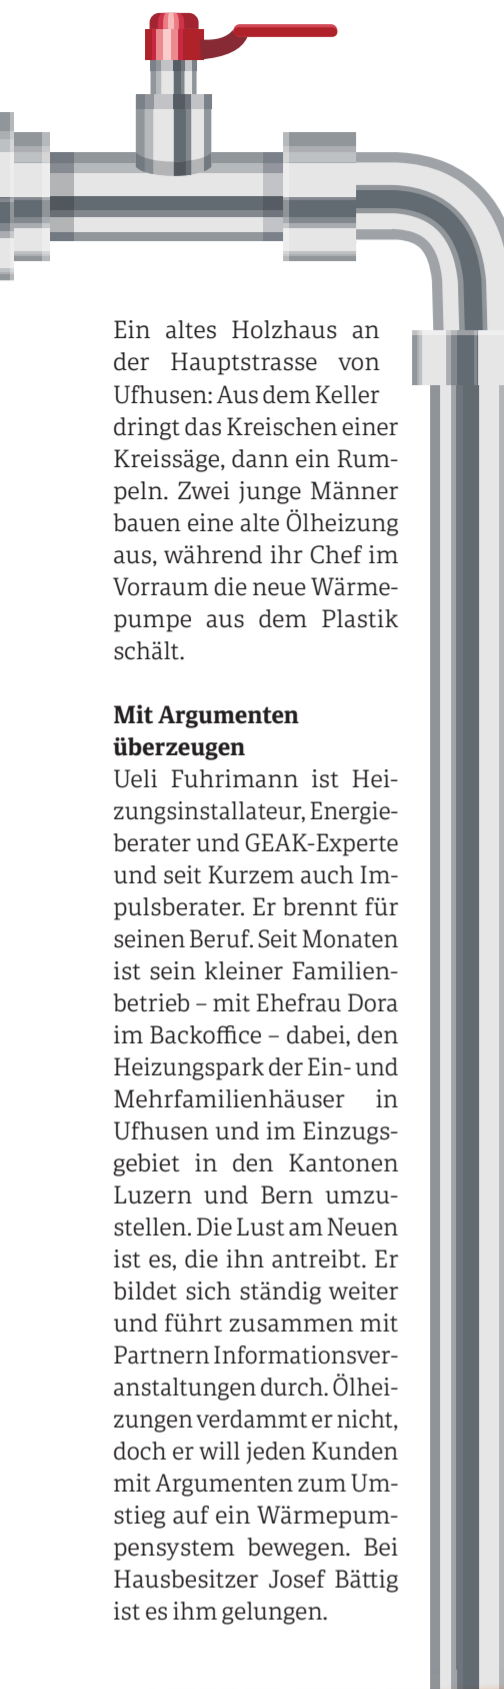 Ein altes Holzhaus an
der Hauptstrasse von
Ufhusen: Aus dem Keller
dringt das Kreischen einer
Kreissäge, dann ein Rum-
peln. Zwei junge Männer
bauen eine alte Ölheizung
aus, während ihr Chef im
Vorraum die neue Wärme-
pumpe aus dem Plastik
schält.
Mit Argumenten
überzeugen
Ueli Fuhrimann ist Hei-
zungsinstallateur, Energie-
berater und GEAK-Experte
und seit Kurzem auch Im-
pulsberater. Er brennt für
seinen Beruf. Seit Monaten
ist sein kleiner Familien-
betrieb – mit Ehefrau Dora
im Backoffice – dabei, den
Heizungspark der Ein- und
Mehrfamilienhäuser in
Ufhusen und im Einzugs-
gebiet in den Kantonen
Luzern und Bern umzu-
stellen. Die Lust am Neuen
ist es, die ihn antreibt. Er
bildet sich ständig weiter
und führt zusammen mit
Partnern Informationsver-
anstaltungen durch. Ölhei-
zungen verdammt er nicht,
doch er will jeden Kunden
mit Argumenten zum Um-
stieg auf ein Wärmepum-
pensystem bewegen. Bei
Hausbesitzer Josef Bättig
ist es ihm gelungen.